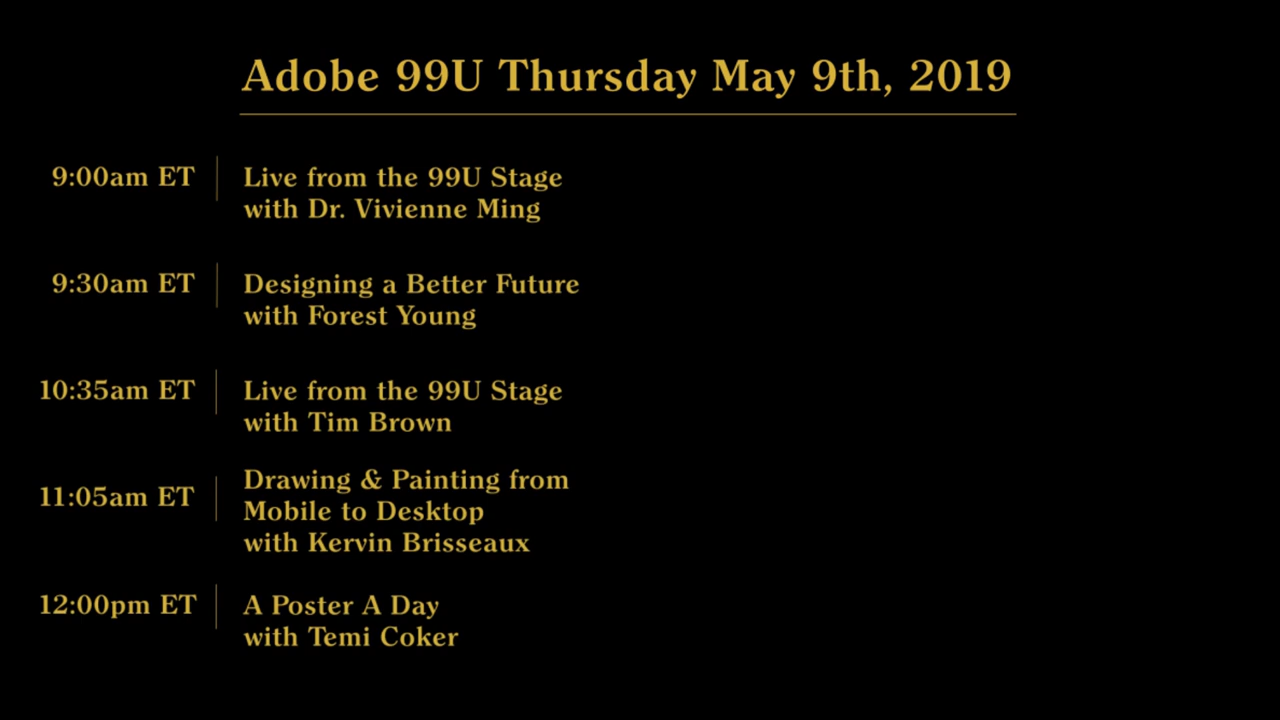 Adobe 99U Thursday May 9th, 2019
9:00am ET
Live from the 99U Stage
with Dr. Vivienne Ming
9:30am ET
Designing a Better Future
with Forest Young
10:35am ET
Live from the 99U Stage
with Tim Brown
11:05am ET
Drawing & Painting from
Mobile to Desktop
with Kervin Brisseaux
12:00pm ET
A Poster A Day
with Temi Coker